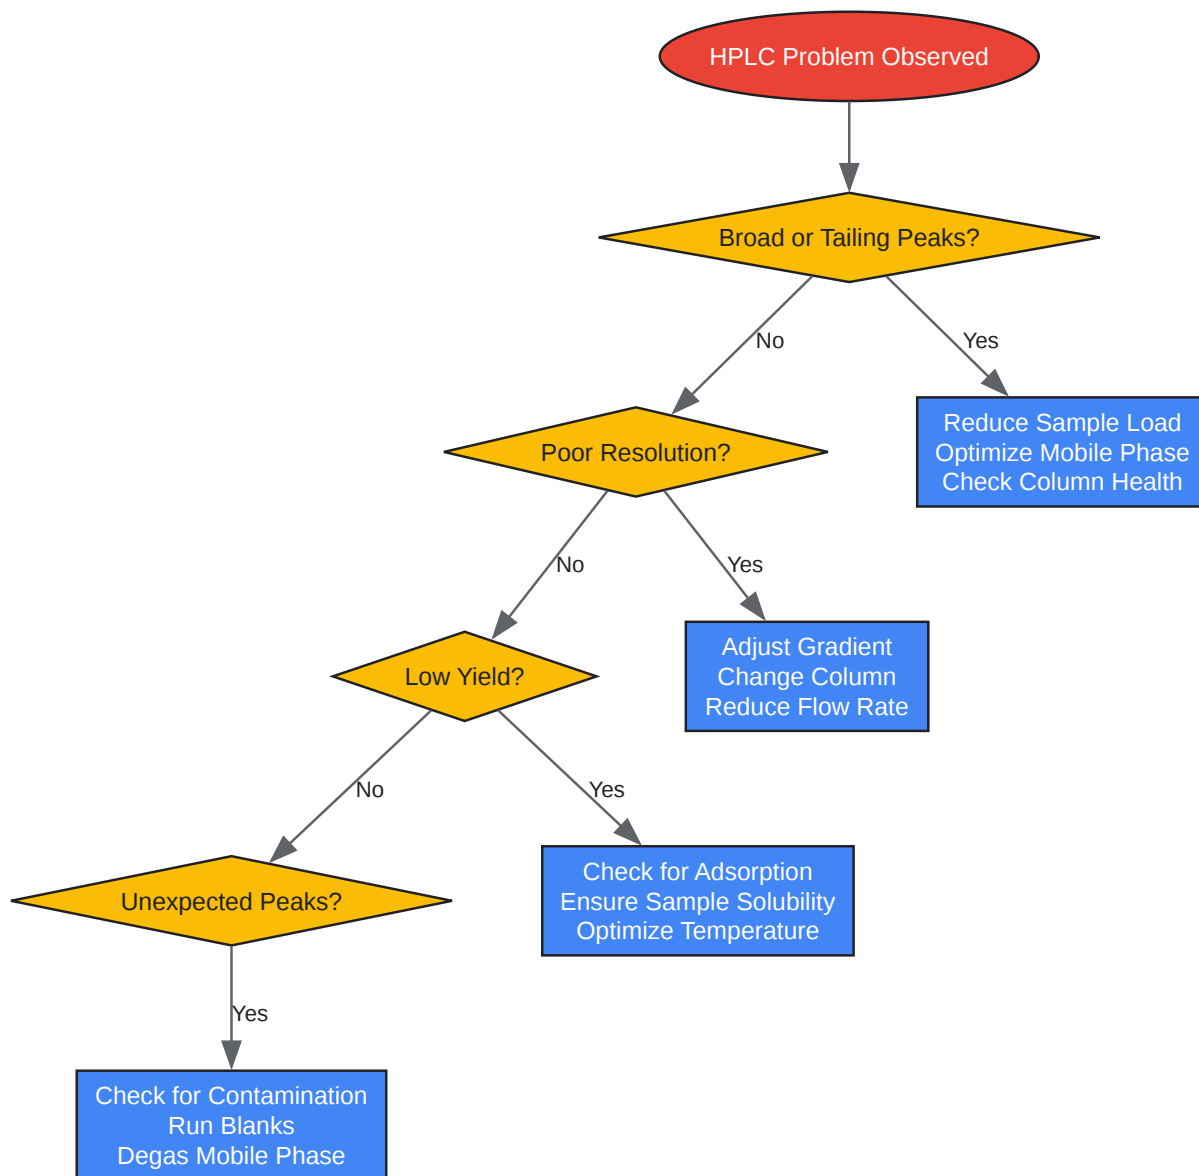 HPLC Problem Observed
Broad or Tailing Peaks?
No
Yes
Reduce Sample Load
Optimize Mobile Phase
Check Column Health
Poor Resolution?
No
Yes
Adjust Gradient
Change Column
Reduce Flow Rate
Low Yield?
No
Yes
Check for Adsorption
Ensure Sample Solubility
Optimize Temperature
Unexpected Peaks?
Yes
Check for Contamination
Run Blanks
Degas Mobile Phase